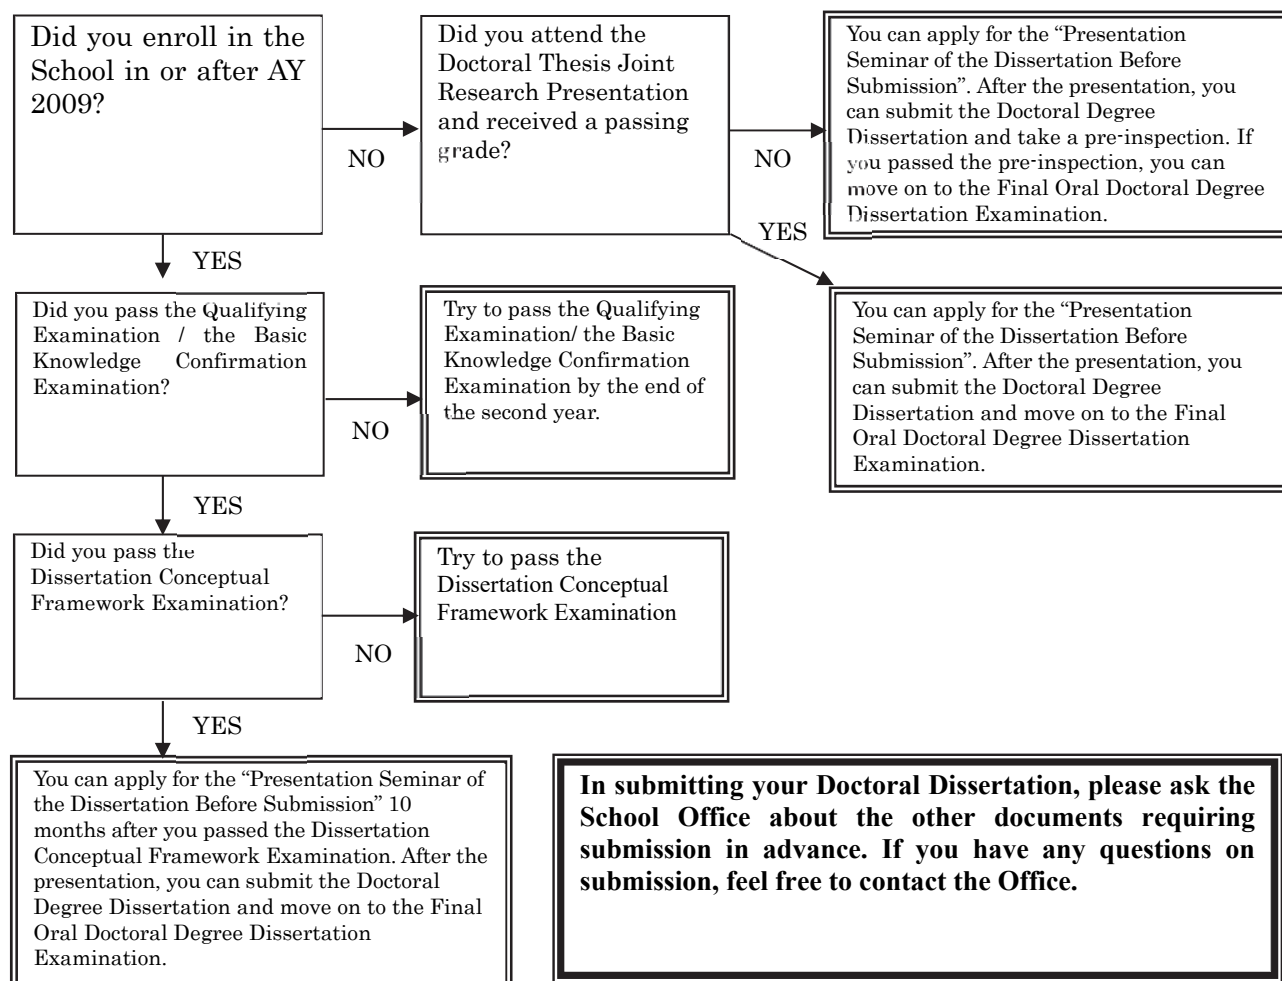 Did you enroll in the
School in or after AY
2009?
NO
Did you attend the
Doctoral Thesis Joint
Research Presentation
and received a passing
grade?
NO
You can apply for the “Presentation
Seminar of the Dissertation Before
Submission”. After the presentation, you
can submit the Doctoral Degree
Dissertation and take a pre-inspection. If
you passed the pre-inspection, you can
move on to the Final Oral Doctoral Degree
Dissertation Examination.
YES
YES
Did you pass the Qualifying
Examination / the Basic
Knowledge Confirmation
Examination?
NO
Try to pass the Qualifying
Examination/ the Basic
Knowledge Confirmation
Examination by the end of
the second year.
You can apply for the “Presentation
Seminar of the Dissertation Before
Submission”. After the presentation, you
can submit the Doctoral Degree
Dissertation and move on to the Final
Oral Doctoral Degree Dissertation
Examination.
YES
Did you pass the
Dissertation Conceptual
Framework Examination?
NO
Try to pass the
Dissertation Conceptual
Framework Examination
YES
You can apply for the “Presentation Seminar of
the Dissertation Before Submission” 10
months after you passed the Dissertation
Conceptual Framework Examination. After the
presentation, you can submit the Doctoral
Degree Dissertation and move on to the Final
Oral Doctoral Degree Dissertation
Examination.
In submitting your Doctoral Dissertation, please ask the
School Office about the other documents requiring
submission in advance. If you have any questions on
submission, feel free to contact the Office.